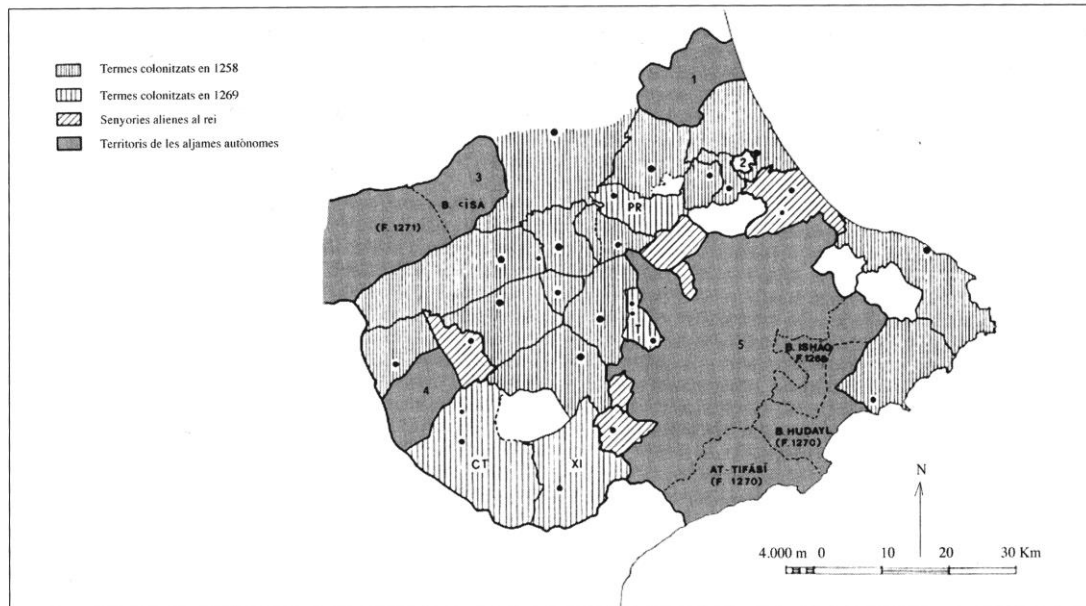 Termes colonitzats en 1258
Termes colonitzats en 1269
Senyories alienes al rei
Territoris de les aljames autònomes
1
2
3
B. ʿISA
(F. 1271)
PR
T
5
B. ISHAQ
F. 1268
4
B. HUDAYL
(F. 1270)
CT
XI
AT-TIFÁSÍ
(F. 1270)
N
4.000 m 0 10 20 30 Km